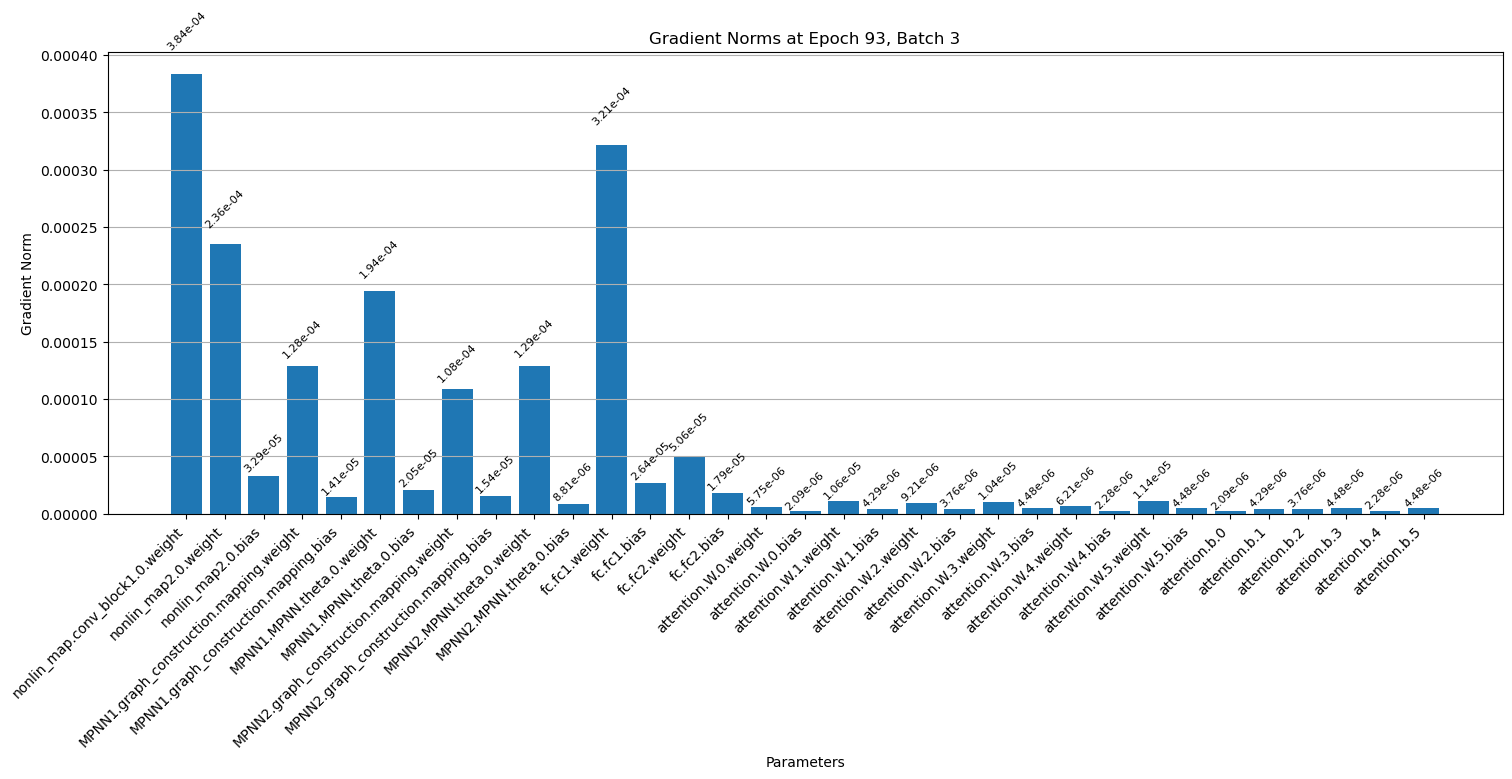 Gradient Norms at Epoch 93, Batch 3
Gradient Norm
0.00040
0.00035
0.00030
0.00025
0.00020
0.00015
0.00010
0.00005
0.00000
3.84e-04
2.36e-04
3.29e-05
1.28e-04
1.41e-05
1.94e-04
2.05e-05
1.08e-04
1.54e-05
1.29e-04
8.81e-06
3.21e-04
2.64e-05
5.06e-05
1.79e-05
5.75e-06
2.09e-06
1.06e-05
4.29e-06
9.21e-06
3.76e-06
1.04e-05
4.48e-06
6.21e-06
2.28e-06
1.14e-05
4.48e-06
2.09e-06
4.29e-06
3.76e-06
4.48e-06
2.28e-06
4.48e-06
nonlin_map.conv_block1.0.weight
nonlin_map2.0.weight
nonlin_map2.0.bias
MPNN1.graph_construction.mapping.weight
MPNN1.graph_construction.mapping.bias
MPNN1.MPNN.theta.0.weight
MPNN1.MPNN.theta.0.bias
MPNN2.graph_construction.mapping.weight
MPNN2.graph_construction.mapping.bias
MPNN2.MPNN.theta.0.weight
MPNN2.MPNN.theta.0.bias
fc.fc1.weight
fc.fc1.bias
fc.fc2.weight
fc.fc2.bias
attention.W.0.weight
attention.W.0.bias
attention.W.1.weight
attention.W.1.bias
attention.W.2.weight
attention.W.2.bias
attention.W.3.weight
attention.W.3.bias
attention.W.4.weight
attention.W.4.bias
attention.W.5.weight
attention.W.5.bias
attention.b.0
attention.b.1
attention.b.2
attention.b.3
attention.b.4
attention.b.5
Parameters